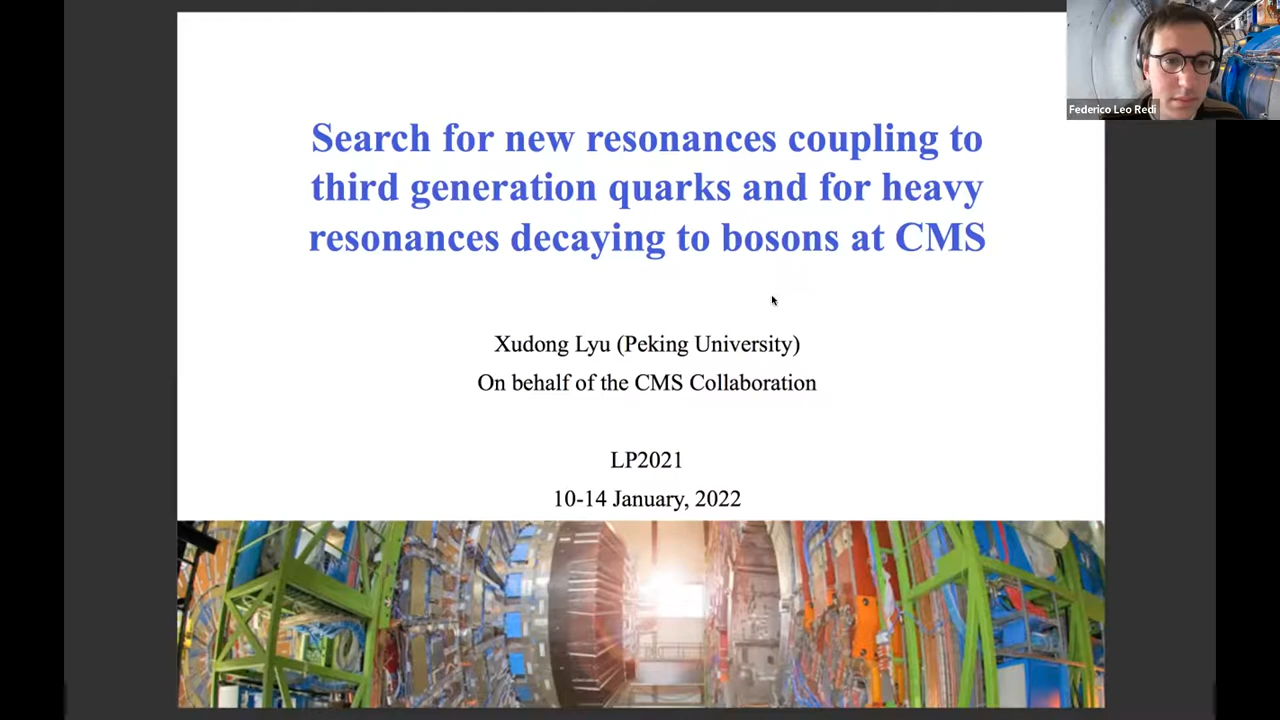 Search for new resonances coupling to
third generation quarks and for heavy
resonances decaying to bosons at CMS
Xudong Lyu (Peking University)
On behalf of the CMS Collaboration
LP2021
10-14 January, 2022
Federico Leo Redi